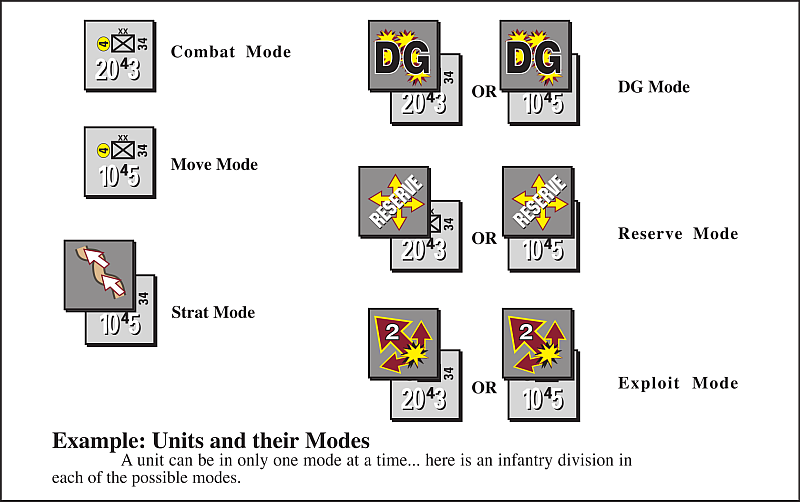 xx
4
34
20 4 3
Combat Mode
xx
4
34
10 4 5
Move Mode
34
10 4 5
Strat Mode
DG
34
20 4 3
OR
DG
10 4 5
DG Mode
RESERVE
34
20 4 3
OR
RESERVE
10 4 5
Reserve Mode
2
34
20 4 3
OR
2
10 4 5
Exploit Mode
Example: Units and their Modes
A unit can be in only one mode at a time... here is an infantry division in
each of the possible modes.